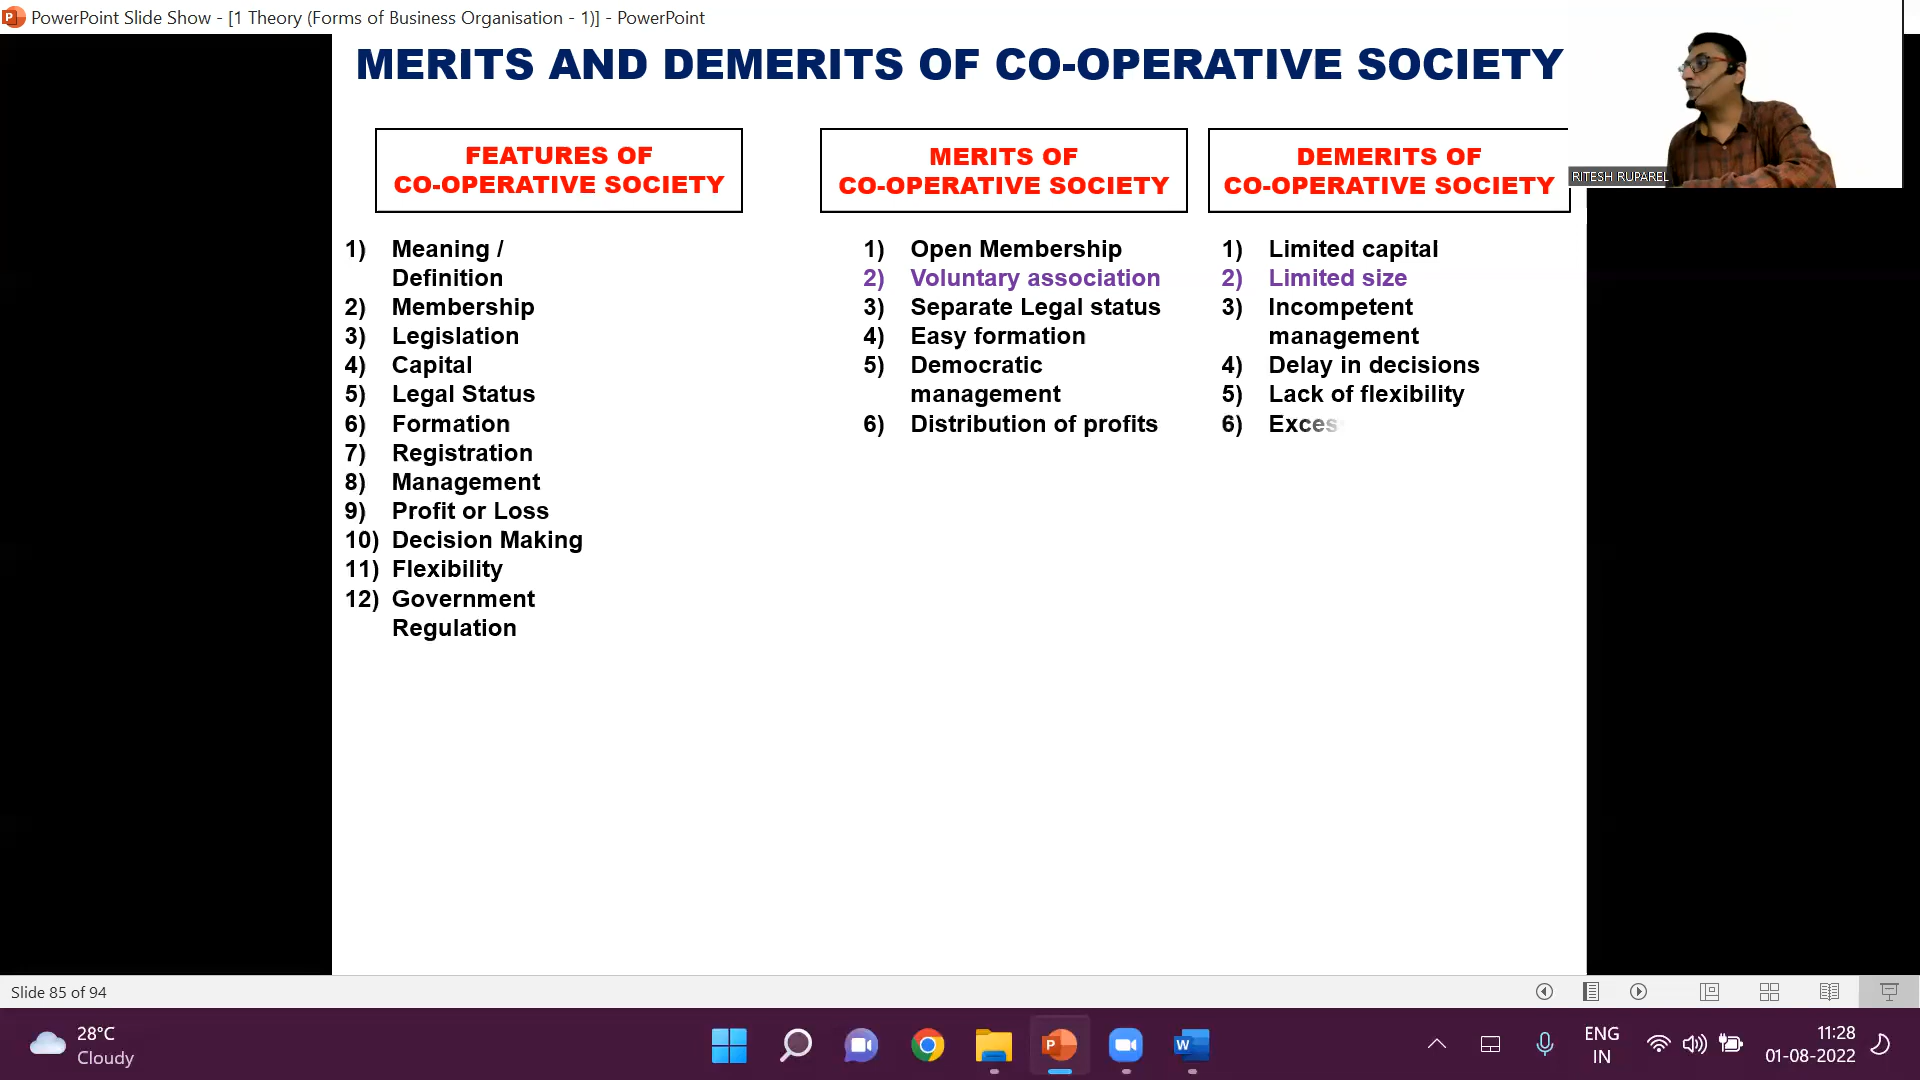 PowerPoint Slide Show - [1 Theory (Forms of Business Organisation - 1)] - PowerPoint
MERITS AND DEMERITS OF CO-OPERATIVE SOCIETY
RITESH RUPAREL
FEATURES OF
CO-OPERATIVE SOCIETY
1) Meaning /
Definition
2) Membership
3) Legislation
4) Capital
5) Legal Status
6) Formation
7) Registration
8) Management
9) Profit or Loss
10) Decision Making
11) Flexibility
12) Government
Regulation
MERITS OF
CO-OPERATIVE SOCIETY
1) Open Membership
2) Voluntary association
3) Separate Legal status
4) Easy formation
5) Democratic
management
6) Distribution of profits
DEMERITS OF
CO-OPERATIVE SOCIETY
1) Limited capital
2) Limited size
3) Incompetent
management
4) Delay in decisions
5) Lack of flexibility
6) Exces
Slide 85 of 94
28°C
Cloudy
ENG
IN
11:28
01-08-2022